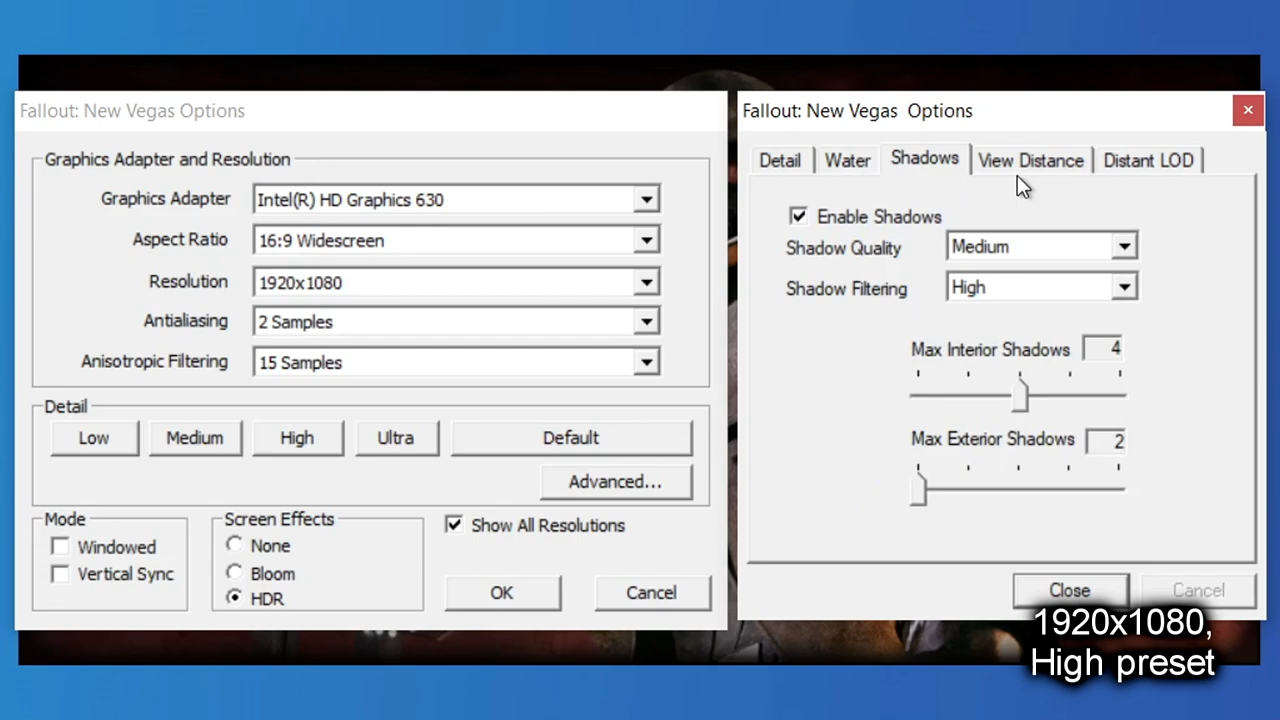 Fallout: New Vegas Options
Graphics Adapter and Resolution
Graphics Adapter Intel(R) HD Graphics 630
Aspect Ratio 16:9 Widescreen
Resolution 1920x1080
Antialiasing 2 Samples
Anisotropic Filtering 15 Samples
Detail
Low Medium High Ultra Default
Advanced...
Mode
Windowed
Vertical Sync
Screen Effects
None
Bloom
HDR
Show All Resolutions
OK Cancel
Fallout: New Vegas Options
Detail Water Shadows View Distance Distant LOD
Enable Shadows
Shadow Quality Medium
Shadow Filtering High
Max Interior Shadows 4
Max Exterior Shadows 2
Close Cancel
1920x1080,
High preset